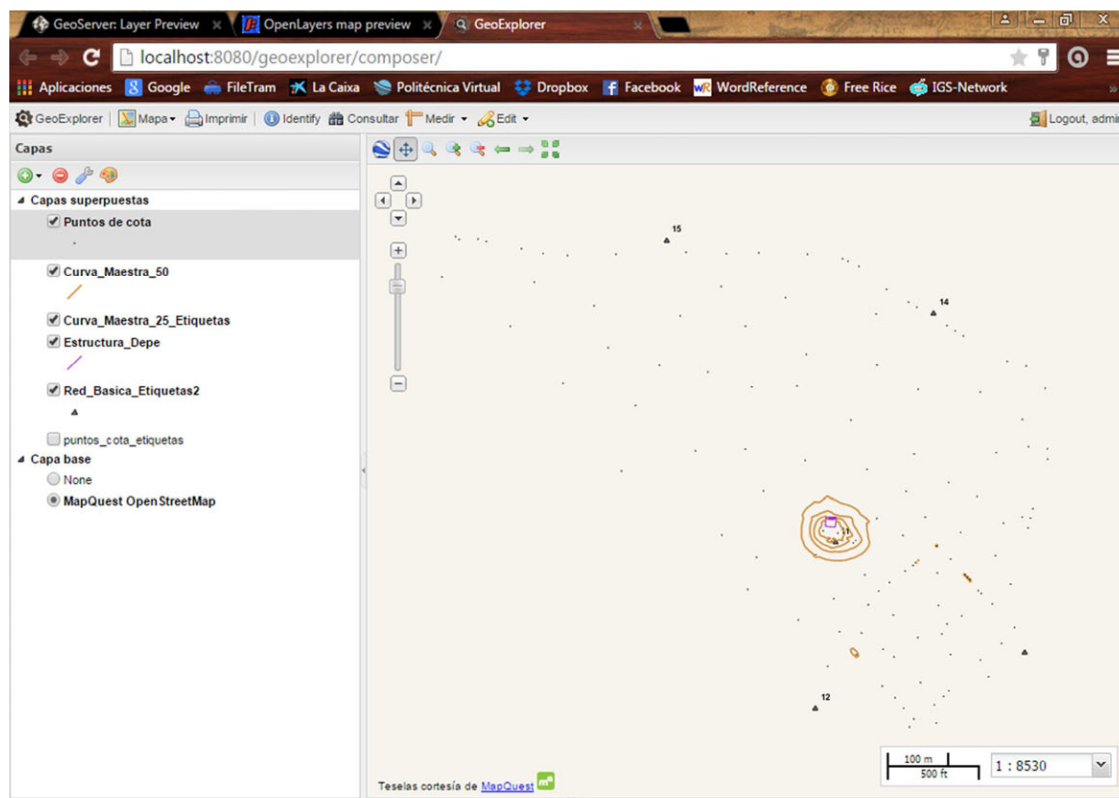 GeoServer: Layer Preview
OpenLayers map preview
GeoExplorer
localhost:8080/geoexplorer/composer/
Aplicaciones
Google
FileTram
La Caixa
Politécnica Virtual
Dropbox
Facebook
WordReference
Free Rice
IGS-Network
GeoExplorer
Mapa
Imprimir
Identify
Consultar
Medir
Edit
Logout, admin
Capas
Capas superpuestas
Puntos de cota
Curva_Maestra_50
Curva_Maestra_25_Etiquetas
Estructura_Depe
Red_Basica_Etiquetas2
puntos_cota_etiquetas
Capa base
None
MapQuest OpenStreetMap
15
14
12
Teselas cortesía de MapQuest
100 m
500 ft
1 : 8530